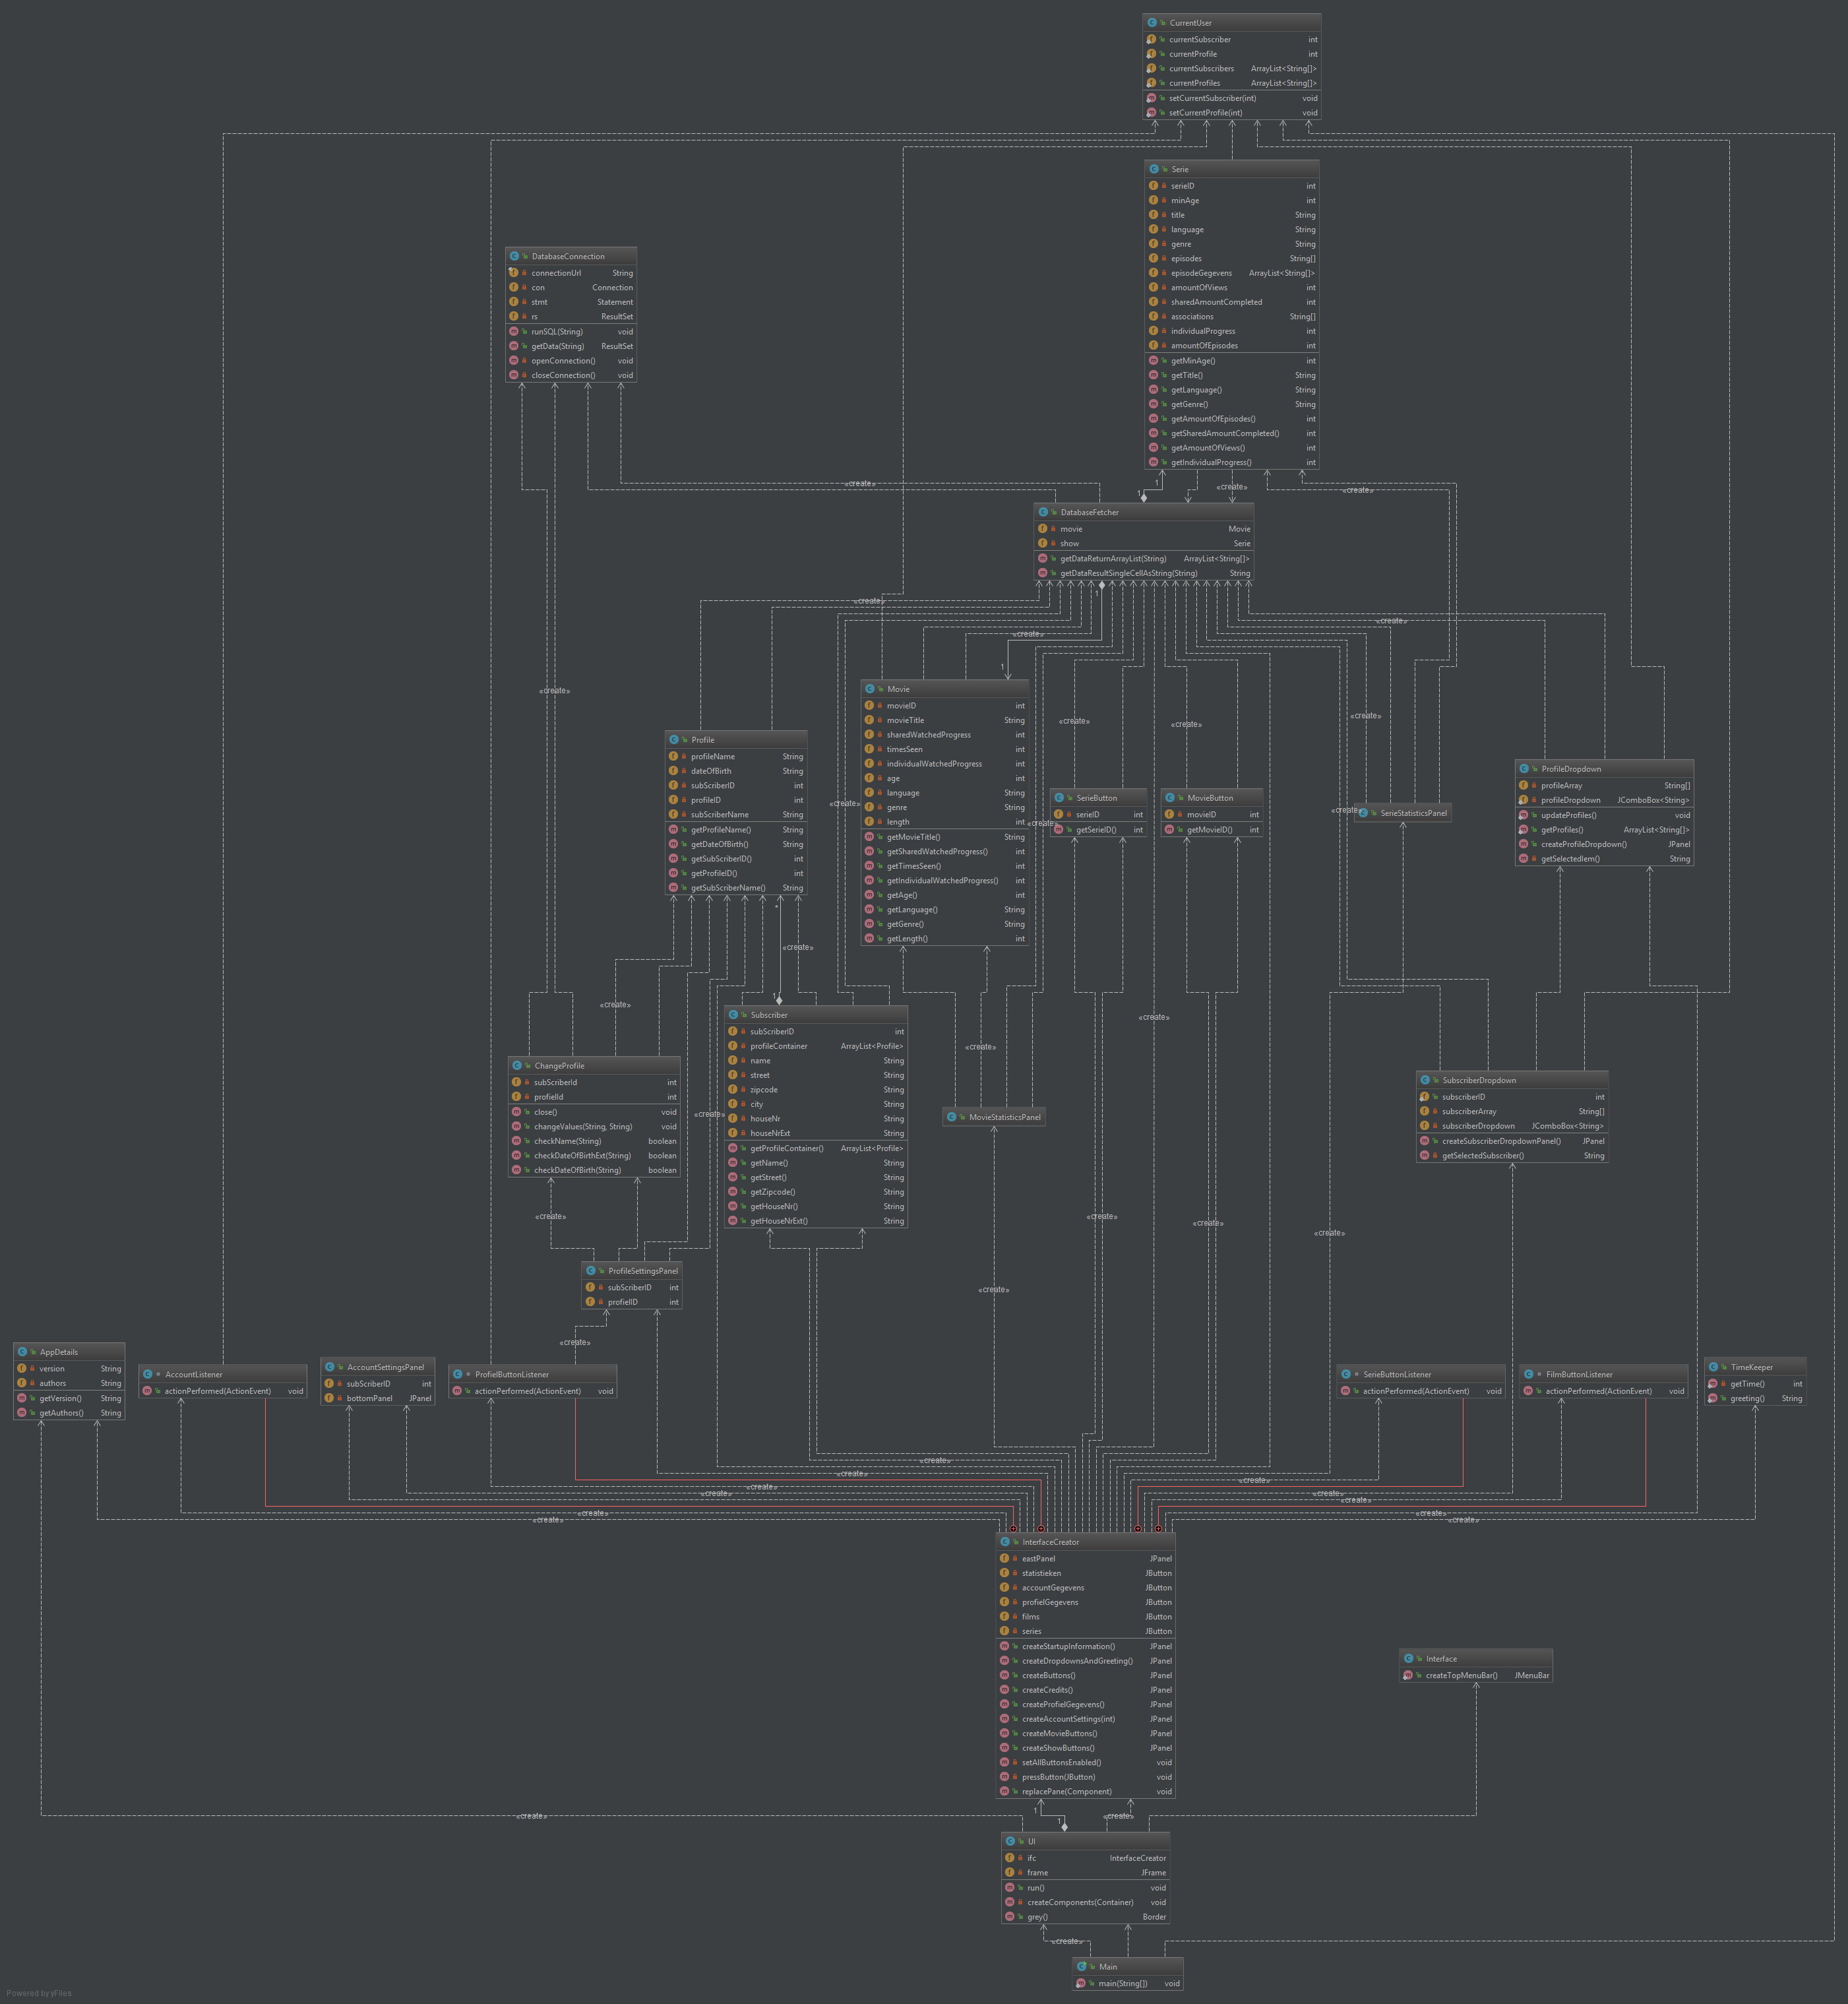 CurrentUser
currentSubscriber int
currentProfile int
currentSubscribers ArrayList<String[]>
currentProfiles ArrayList<String[]>
setCurrentSubscriber(int) void
setCurrentProfile(int) void
Serie
serieID int
minAge int
title String
language String
genre String
episodes String[]
episodeGegevens ArrayList<String[]>
amountOfViews int
sharedAmountCompleted int
associations String[]
individualProgress int
amountOfEpisodes int
getMinAge() int
getTitle() String
getLanguage() String
getGenre() String
getAmountOfEpisodes() int
getSharedAmountCompleted() int
getAmountOfViews() int
getIndividualProgress() int
DatabaseConnection
connectionUrl String
con Connection
stmt Statement
rs ResultSet
runSQL(String) void
getData(String) ResultSet
openConnection() void
closeConnection() void
«create»
1
«create»
«create»
1
DatabaseFetcher
movie Movie
show Serie
getDataReturnArrayList(String) ArrayList<String[]>
getDataResultSingleCellAsString(String) String
1
«create»
«create»
«create»
1
«create»
Movie
movieID int
movieTitle String
sharedWatchedProgress int
timesSeen int
individualWatchedProgress int
age int
language String
genre String
length int
getMovieTitle() String
getSharedWatchedProgress() int
getTimesSeen() int
getIndividualWatchedProgress() int
getAge() int
getLanguage() String
getGenre() String
getLength() int
«create»
«create»
«create»
Profile
profileName String
dateOfBirth String
subScriberID int
profileID int
subScriberName String
getProfileName() String
getDateOfBirth() String
getSubScriberID() int
getProfileID() int
getSubScriberName() String
ProfileDropdown
profileArray String[]
profileDropdown JComboBox<String>
updateProfiles() void
getProfiles() ArrayList<String[]>
createProfileDropdown() JPanel
getSelectedIem() String
SerieButton
serieID int
getSerieID() int
MovieButton
movieID int
getMovieID() int
«create»
«create»
«create»
SerieStatisticsPanel
*
«create»
1
«create»
Subscriber
subScriberID int
profileContainer ArrayList<Profile>
name String
street String
zipcode String
city String
houseNr String
houseNrExt String
getProfileContainer() ArrayList<Profile>
getName() String
getStreet() String
getZipcode() String
getHouseNr() String
getHouseNrExt() String
«create»
«create»
ChangeProfile
subScriberId int
profielId int
close() void
changeValues(String, String) void
checkName(String) boolean
checkDateOfBirthExt(String) boolean
checkDateOfBirth(String) boolean
SubscriberDropdown
subscriberID int
subscriberArray String[]
subscriberDropdown JComboBox<String>
createSubscriberDropdownPanel() JPanel
getSelectedSubscriber() String
«create»
MovieStatisticsPanel
«create»
«create»
«create»
«create»
ProfileSettingsPanel
subScriberID int
profielID int
«create»
«create»
AppDetails
version String
authors String
getVersion() String
getAuthors() String
AccountListener
actionPerformed(ActionEvent) void
AccountSettingsPanel
subScriberID int
bottomPanel JPanel
ProfielButtonListener
actionPerformed(ActionEvent) void
SerieButtonListener
actionPerformed(ActionEvent) void
FilmButtonListener
actionPerformed(ActionEvent) void
TimeKeeper
getTime() int
greeting() String
«create»
«create»
«create»
«create»
«create»
«create»
«create»
«create»
«create»
«create»
«create»
«create»
InterfaceCreator
eastPanel JPanel
statistieken JButton
accountGegevens JButton
profielGegevens JButton
films JButton
series JButton
createStartupInformation() JPanel
createDropdownsAndGreeting() JPanel
createButtons() JPanel
createCredits() JPanel
createProfielGegevens() JPanel
createAccountSettings(int) JPanel
createMovieButtons() JPanel
createShowButtons() JPanel
setAllButtonsEnabled() void
pressButton(JButton) void
replacePane(Component) void
Interface
createTopMenuBar() JMenuBar
1
«create»
«create»
1
UI
ifc InterfaceCreator
frame JFrame
run() void
createComponents(Container) void
grey() Border
«create»
Main
main(String[]) void
Powered by yFiles